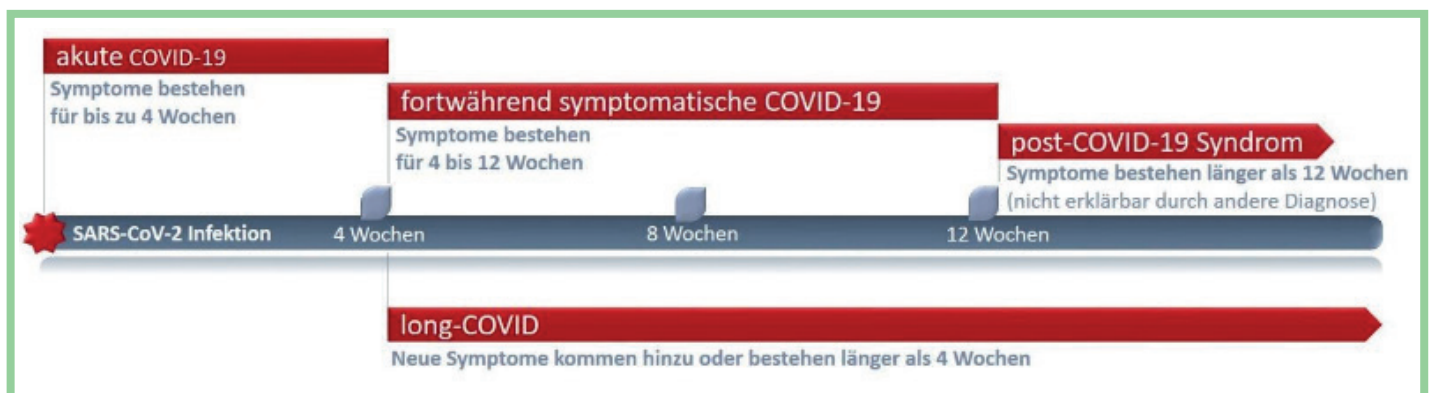 akute COVID-19
Symptome bestehen
für bis zu 4 Wochen
fortwährend symptomatische COVID-19
Symptome bestehen
für 4 bis 12 Wochen
post-COVID-19 Syndrom
Symptome bestehen länger als 12 Wochen
(nicht erklärbar durch andere Diagnose)
SARS-CoV-2 Infektion 4 Wochen 8 Wochen 12 Wochen
long-COVID
Neue Symptome kommen hinzu oder bestehen länger als 4 Wochen